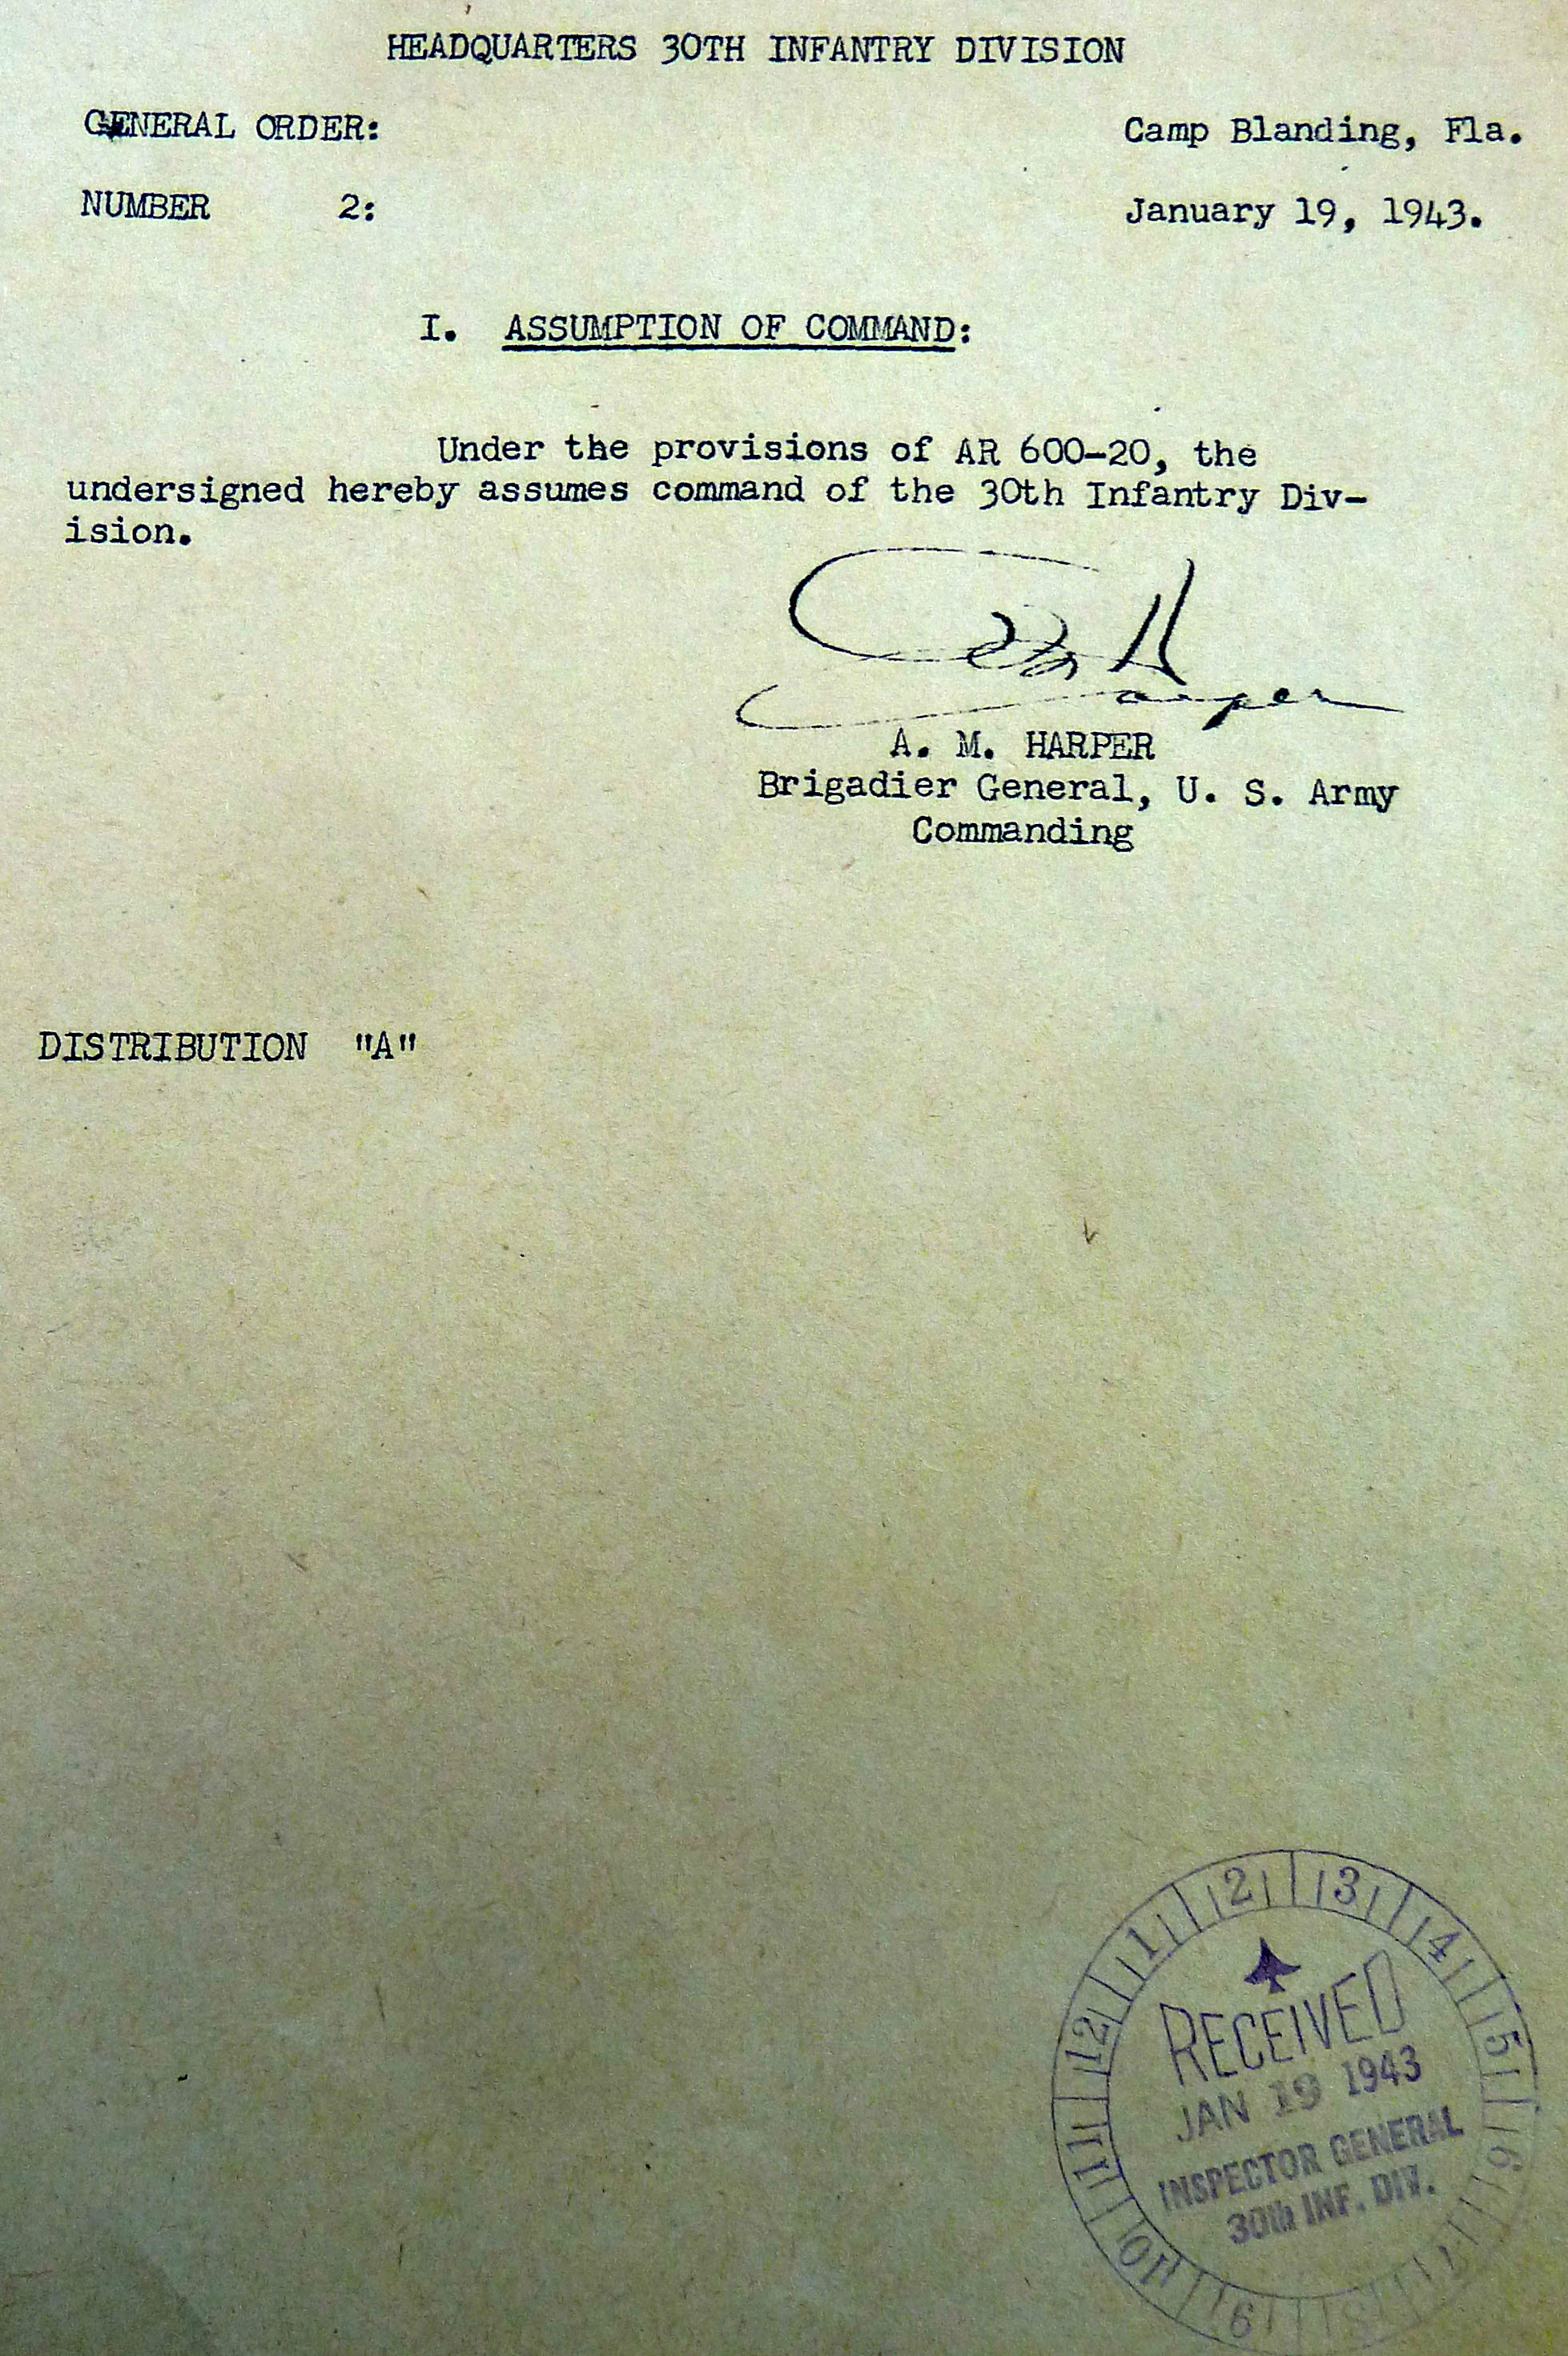 HEADQUARTERS 30TH INFANTRY DIVISION
GENERAL ORDER:
Camp Blanding, Fla.
NUMBER 2:
January 19, 1943.
I. ASSUMPTION OF COMMAND:
Under the provisions of AR 600-20, the
undersigned hereby assumes command of the 30th Infantry Div-
ision.
Harper
A. M. HARPER
Brigadier General, U. S. Army
Commanding
DISTRIBUTION "A"
12 1 2 3 4 5 6 7 8 9 10 11
RECEIVED
JAN 19 1943
INSPECTOR GENERAL
30th INF. DIV.